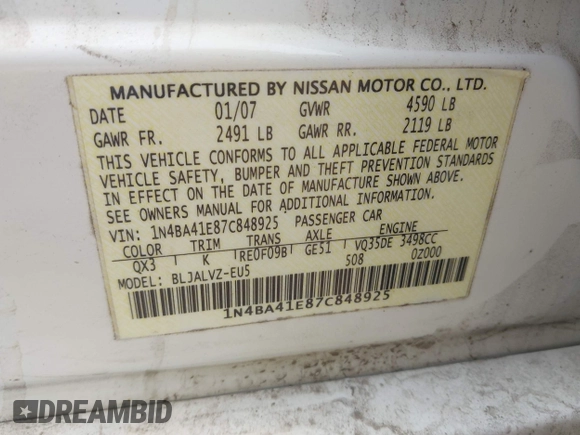 MANUFACTURED BY NISSAN MOTOR CO., LTD.
DATE 01/07 GVWR 4590 LB
GAWR FR. 2491 LB GAWR RR. 2119 LB
THIS VEHICLE CONFORMS TO ALL APPLICABLE FEDERAL MOTOR
VEHICLE SAFETY, BUMPER AND THEFT PREVENTION STANDARDS
IN EFFECT ON THE DATE OF MANUFACTURE SHOWN ABOVE.
SEE OWNERS MANUAL FOR ADDITIONAL INFORMATION.
VIN: 1N4BA41E87C848925 PASSENGER CAR
COLOR TRIM TRANS AXLE ENGINE
QX3 K RE0F09B GE51 VQ35DE 3498CC
MODEL: BLJALVZ-EU5 508 0Z000
1N4BA41E87C848925
DREAMBID